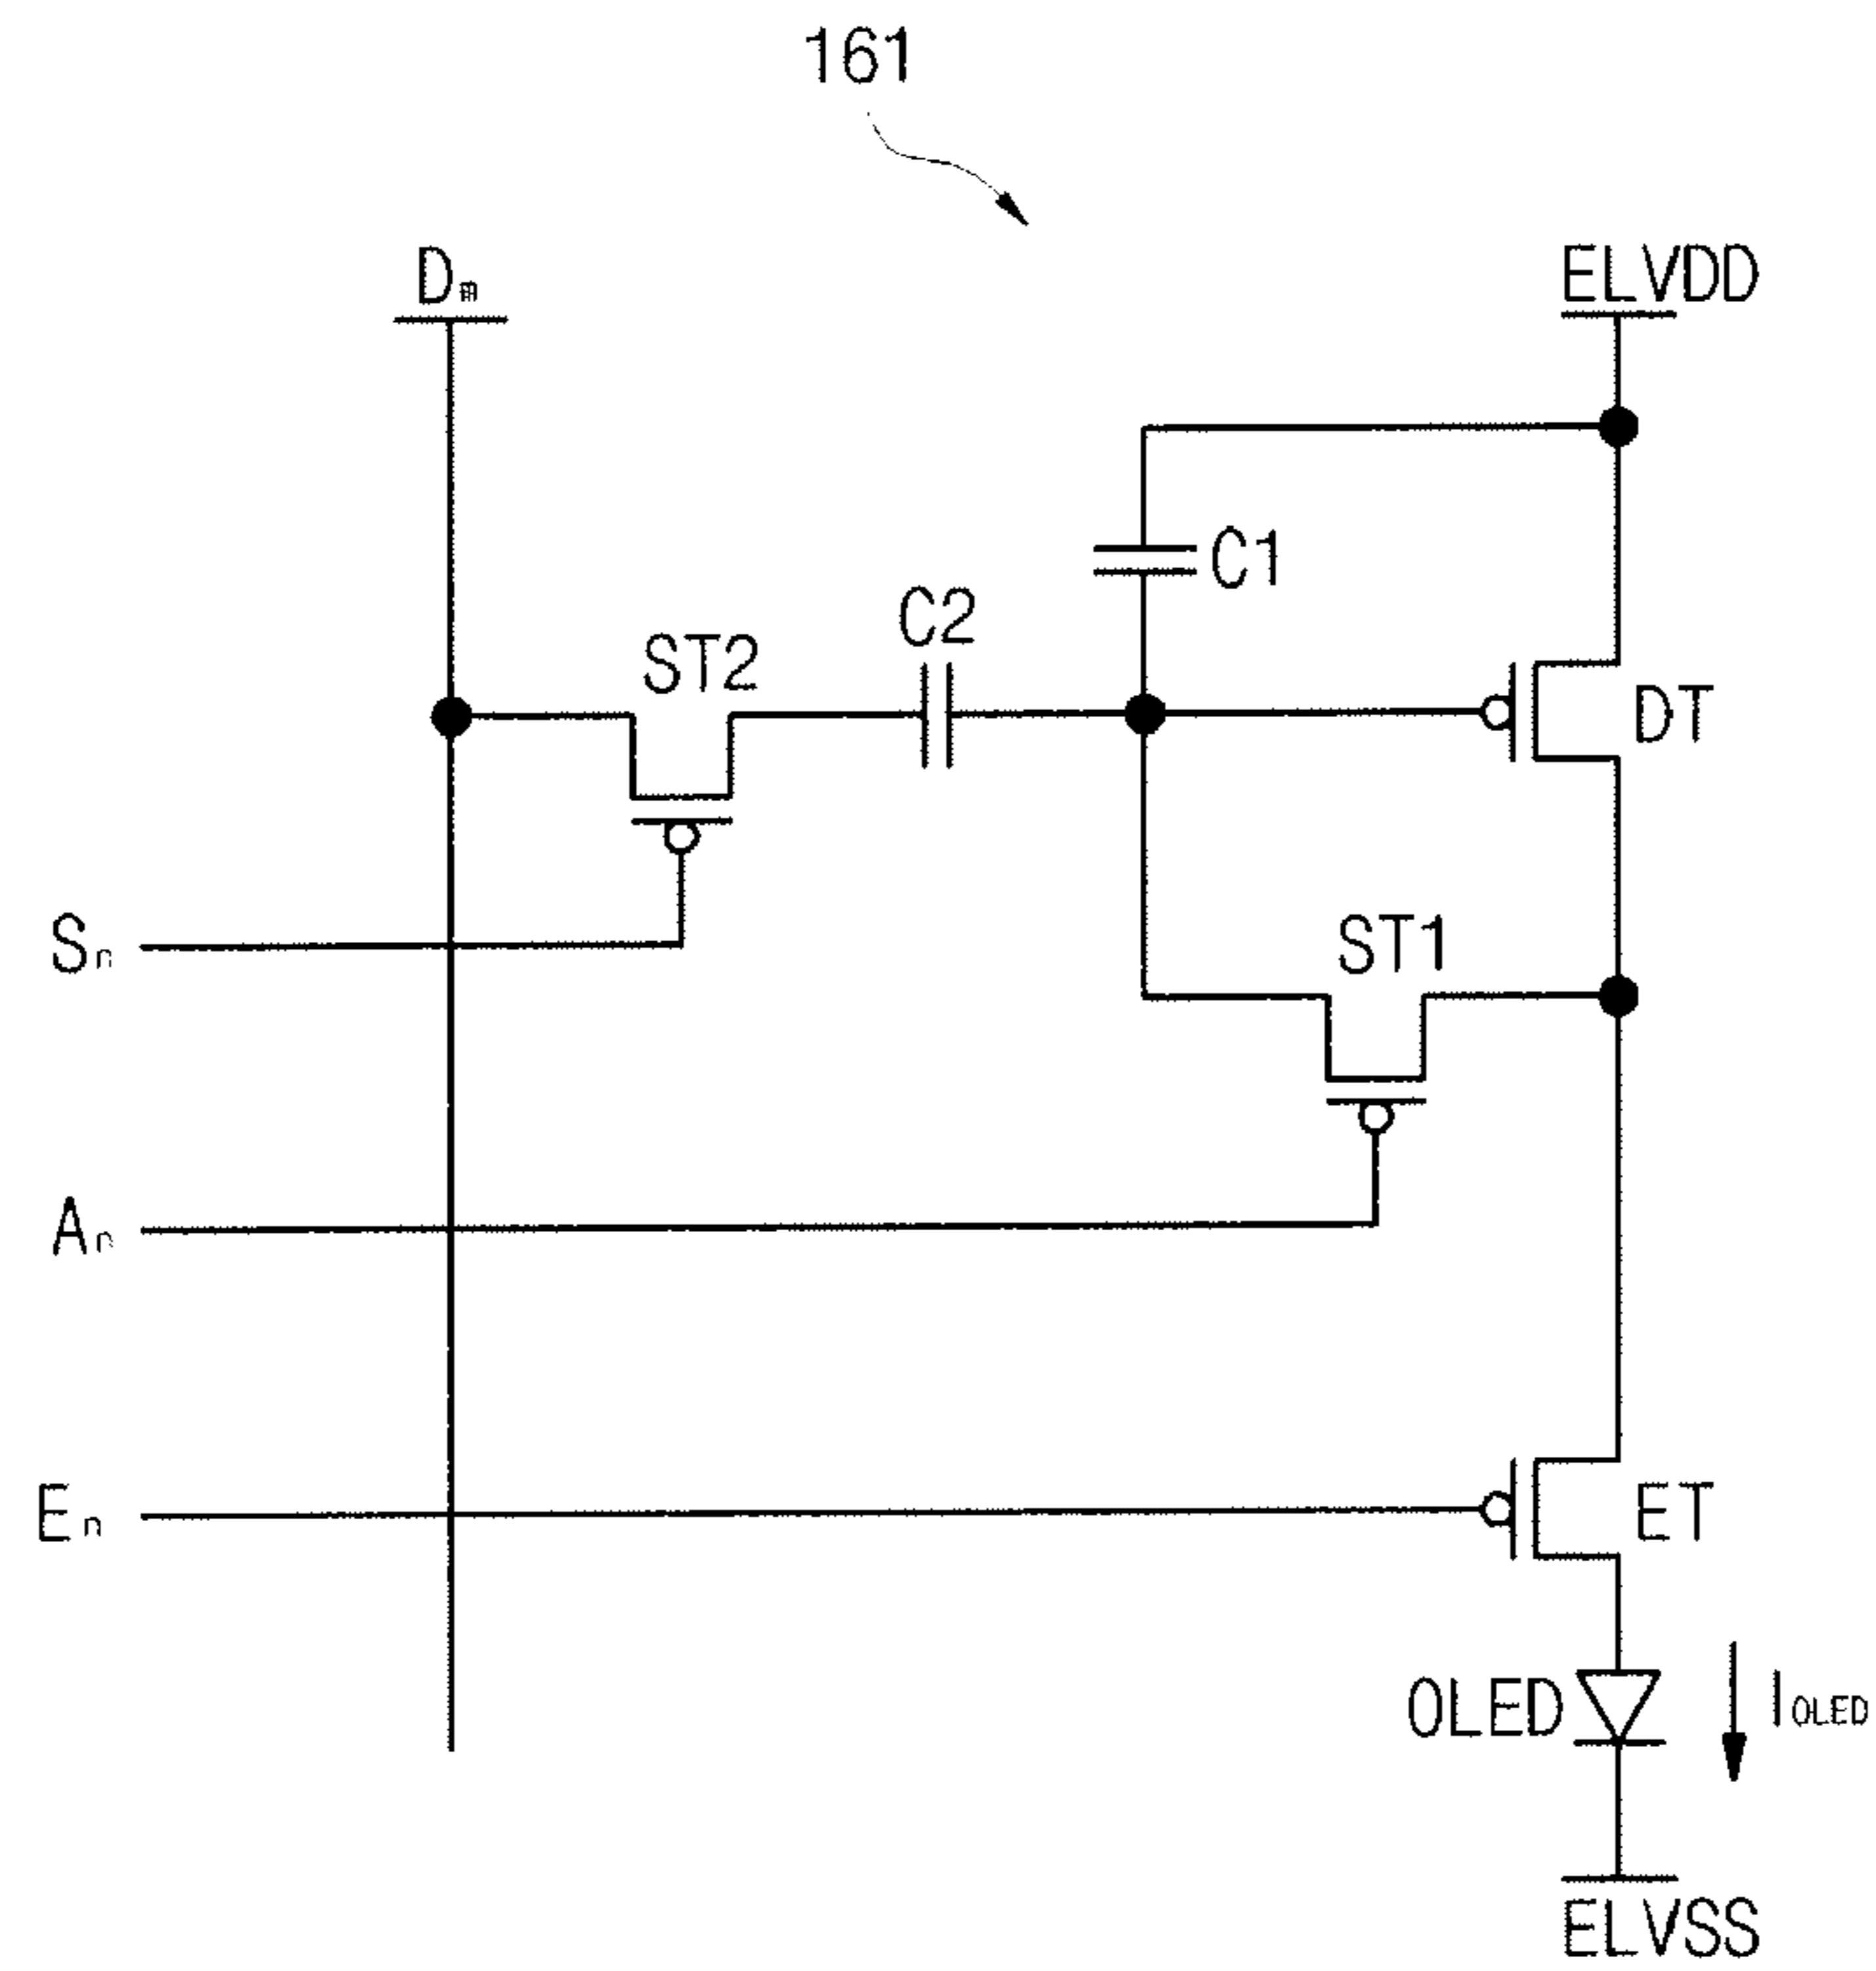 161
Dm
ELVDD
C1
C2
ST2
DT
Sn
ST1
An
En
ET
OLED
IOLED
ELVSS